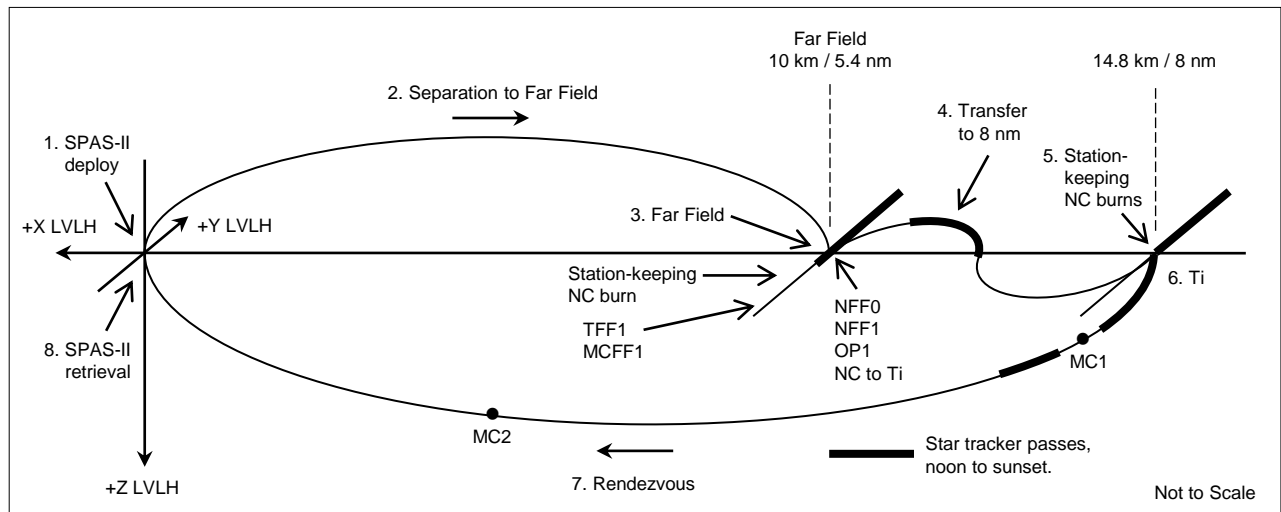 Far Field
10 km / 5.4 nm
14.8 km / 8 nm
2. Separation to Far Field
4. Transfer
to 8 nm
1. SPAS-II
deploy
5. Station-
keeping
NC burns
+X LVLH
+Y LVLH
3. Far Field
Station-keeping
NC burn
6. Ti
TFF1
MCFF1
NFF0
NFF1
OP1
NC to Ti
8. SPAS-II
retrieval
MC1
MC2
Star tracker passes,
noon to sunset.
7. Rendezvous
+Z LVLH
Not to Scale